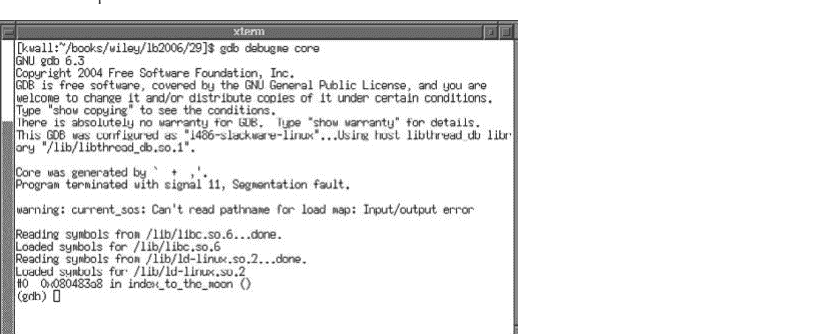 xterm
[kwall:~/books/wiley/lb2006/29]$ gdb debugme core
GNU gdb 6.3
Copyright 2004 Free Software Foundation, Inc.
GDB is free software, covered by the GNU General Public License, and you are
welcome to change it and/or distribute copies of it under certain conditions.
Type "show copying" to see the conditions.
There is absolutely no warranty for GDB.  Type "show warranty" for details.
This GDB was configured as "i486-slackware-linux"...Using host libthread_db libr
ary "/lib/libthread_db.so.1".
Core was generated by ` + ,'.
Program terminated with signal 11, Segmentation fault.
warning: current_sos: Can't read pathname for load map: Input/output error
Reading symbols from /lib/libc.so.6...done.
Loaded symbols for /lib/libc.so.6
Reading symbols from /lib/ld-linux.so.2...done.
Loaded symbols for /lib/ld-linux.so.2
#0  0x080483a8 in index_to_the_moon ()
(gdb)